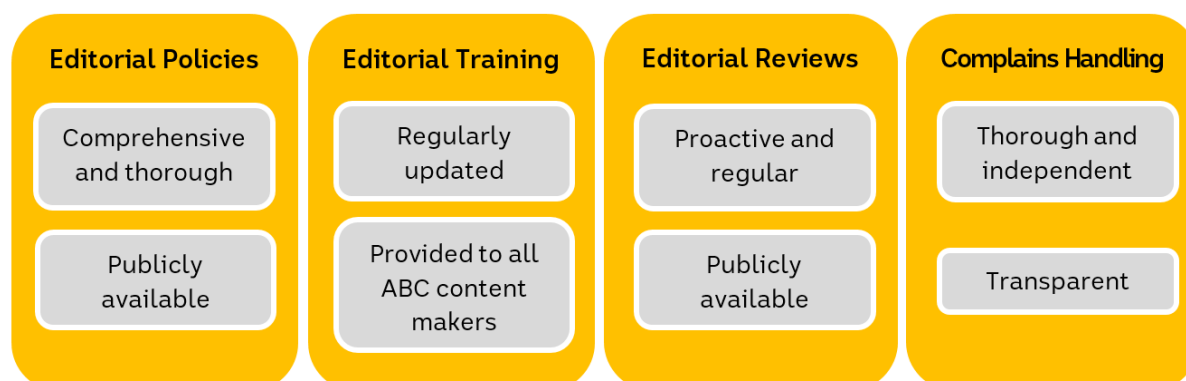 Editorial Policies
Comprehensive
and thorough
Publicly
available
Editorial Training
Regularly
updated
Provided to all
ABC content
makers
Editorial Reviews
Proactive and
regular
Publicly
available
Complains Handling
Thorough and
independent
Transparent